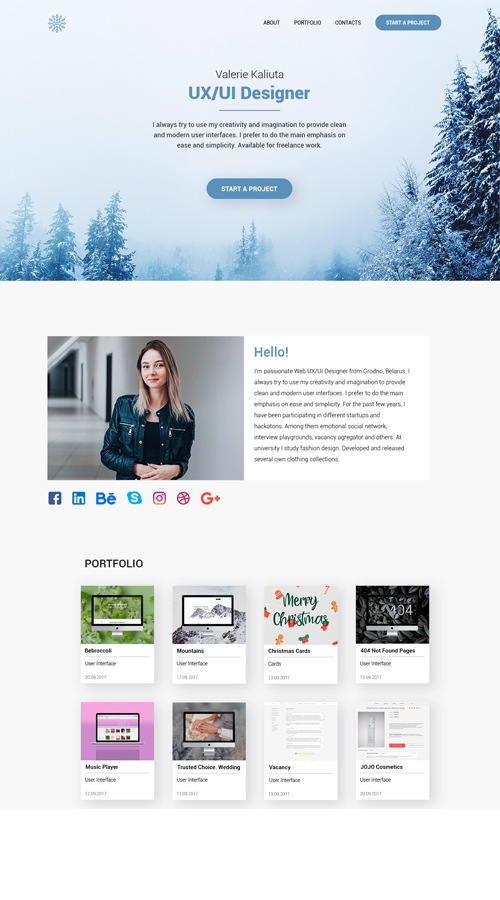 ABOUT PORTFOLIO CONTACTS START A PROJECT
Valerie Kaliuta
UX/UI Designer
I always try to use my creativity and imagination to provide clean
and modern user interfaces. I prefer to do the main emphasis on
ease and simplicity. Available for freelance work.
START A PROJECT
Hello!
I'm passionate Web UX/UI Designer from Grodno, Belarus. I
always try to use my creativity and imagination to provide
clean and modern user interfaces. I prefer to do the main
emphasis on ease and simplicity. For the past few years, I
have been participating in different startups and
hackatons. Among them emotional social network,
interview playgrounds, vacancy agregator and others. At
university I study fashion design. Developed and released
several own clothing collections
in Bē S G+
PORTFOLIO
Merry
Christmas
404
Bebroccoli
User Interface
20.09.2017
Mountains
User Interface
17.09.2017
Christmas Cards
Cards
13.09.2017
404 Not Found Pages
User Interface
13.09.2017
Music Player
User Interface
12.09.2017
Trusted Choice. Wedding
User Interface
11.09.2017
Vacancy
User Interface
13.09.2017
JOJO Cosmetics
User Interface
20.09.2017